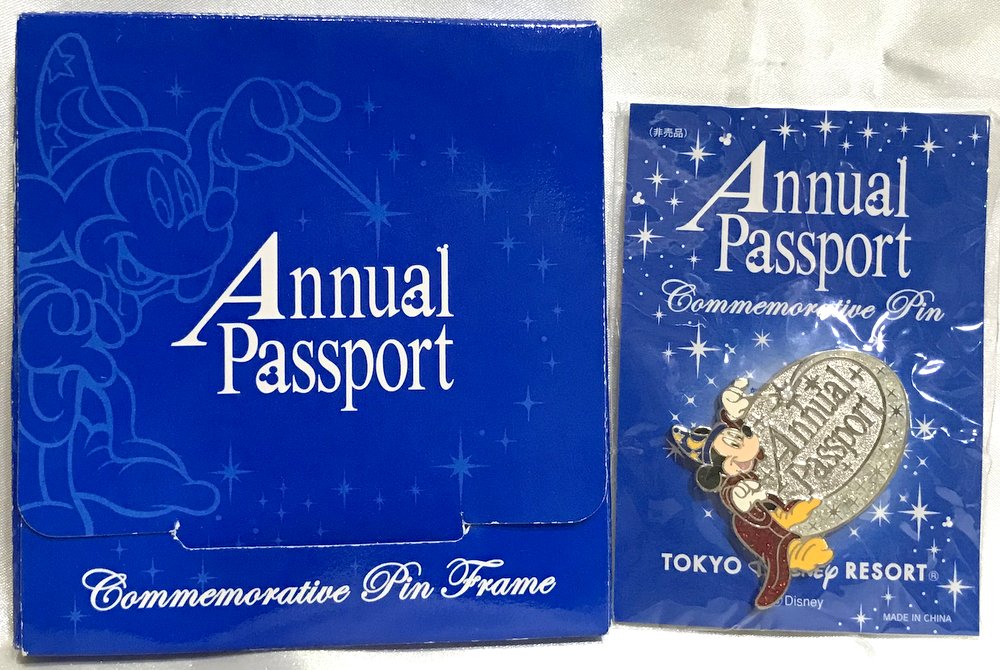 Annual
Passport
Commemorative Pin Frame
(非売品)
Annual
Passport
Commemorative Pin
Annual
Passport
TOKYO RESORT®
Disney
MADE IN CHINA